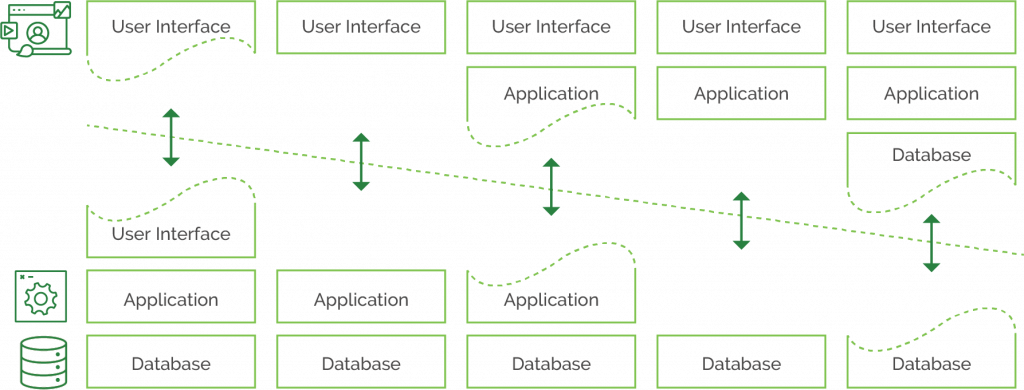 User Interface
User Interface
User Interface
User Interface
User Interface
Application
Application
Application
Database
User Interface
Application
Application
Application
Database
Database
Database
Database
Database